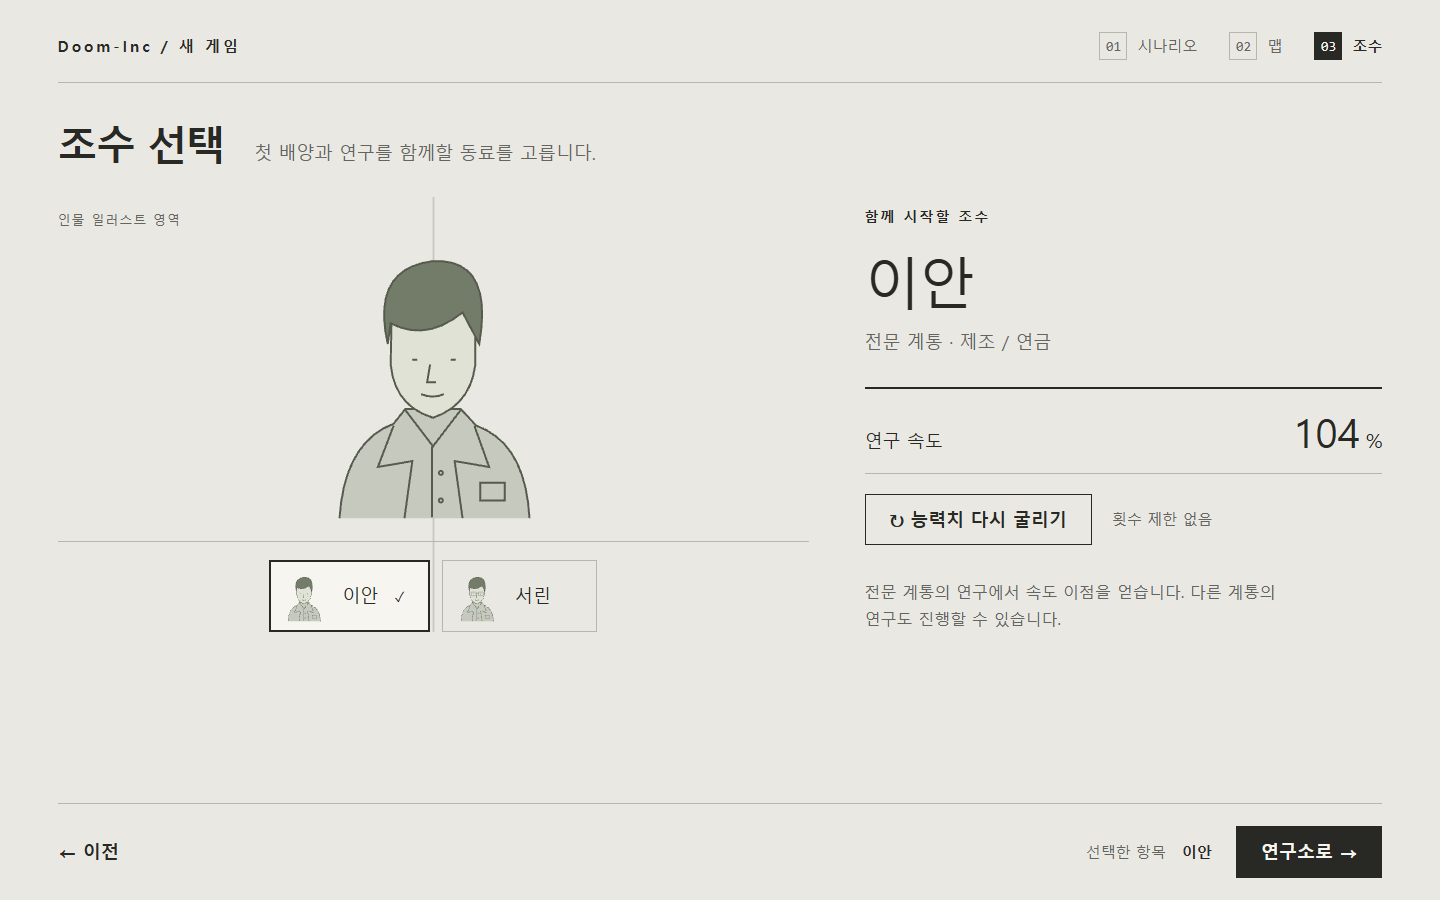 Doom-Inc / 새 게임
01 시나리오 02 맵 03 조수
조수 선택 첫 배양과 연구를 함께할 동료를 고릅니다.
인물 일러스트 영역
이안 ✓ 서린
함께 시작할 조수
이안
전문 계통 · 제조 / 연금
연구 속도 104 %
↻ 능력치 다시 굴리기 횟수 제한 없음
전문 계통의 연구에서 속도 이점을 얻습니다. 다른 계통의
연구도 진행할 수 있습니다.
← 이전 선택한 항목 이안 연구소로 →